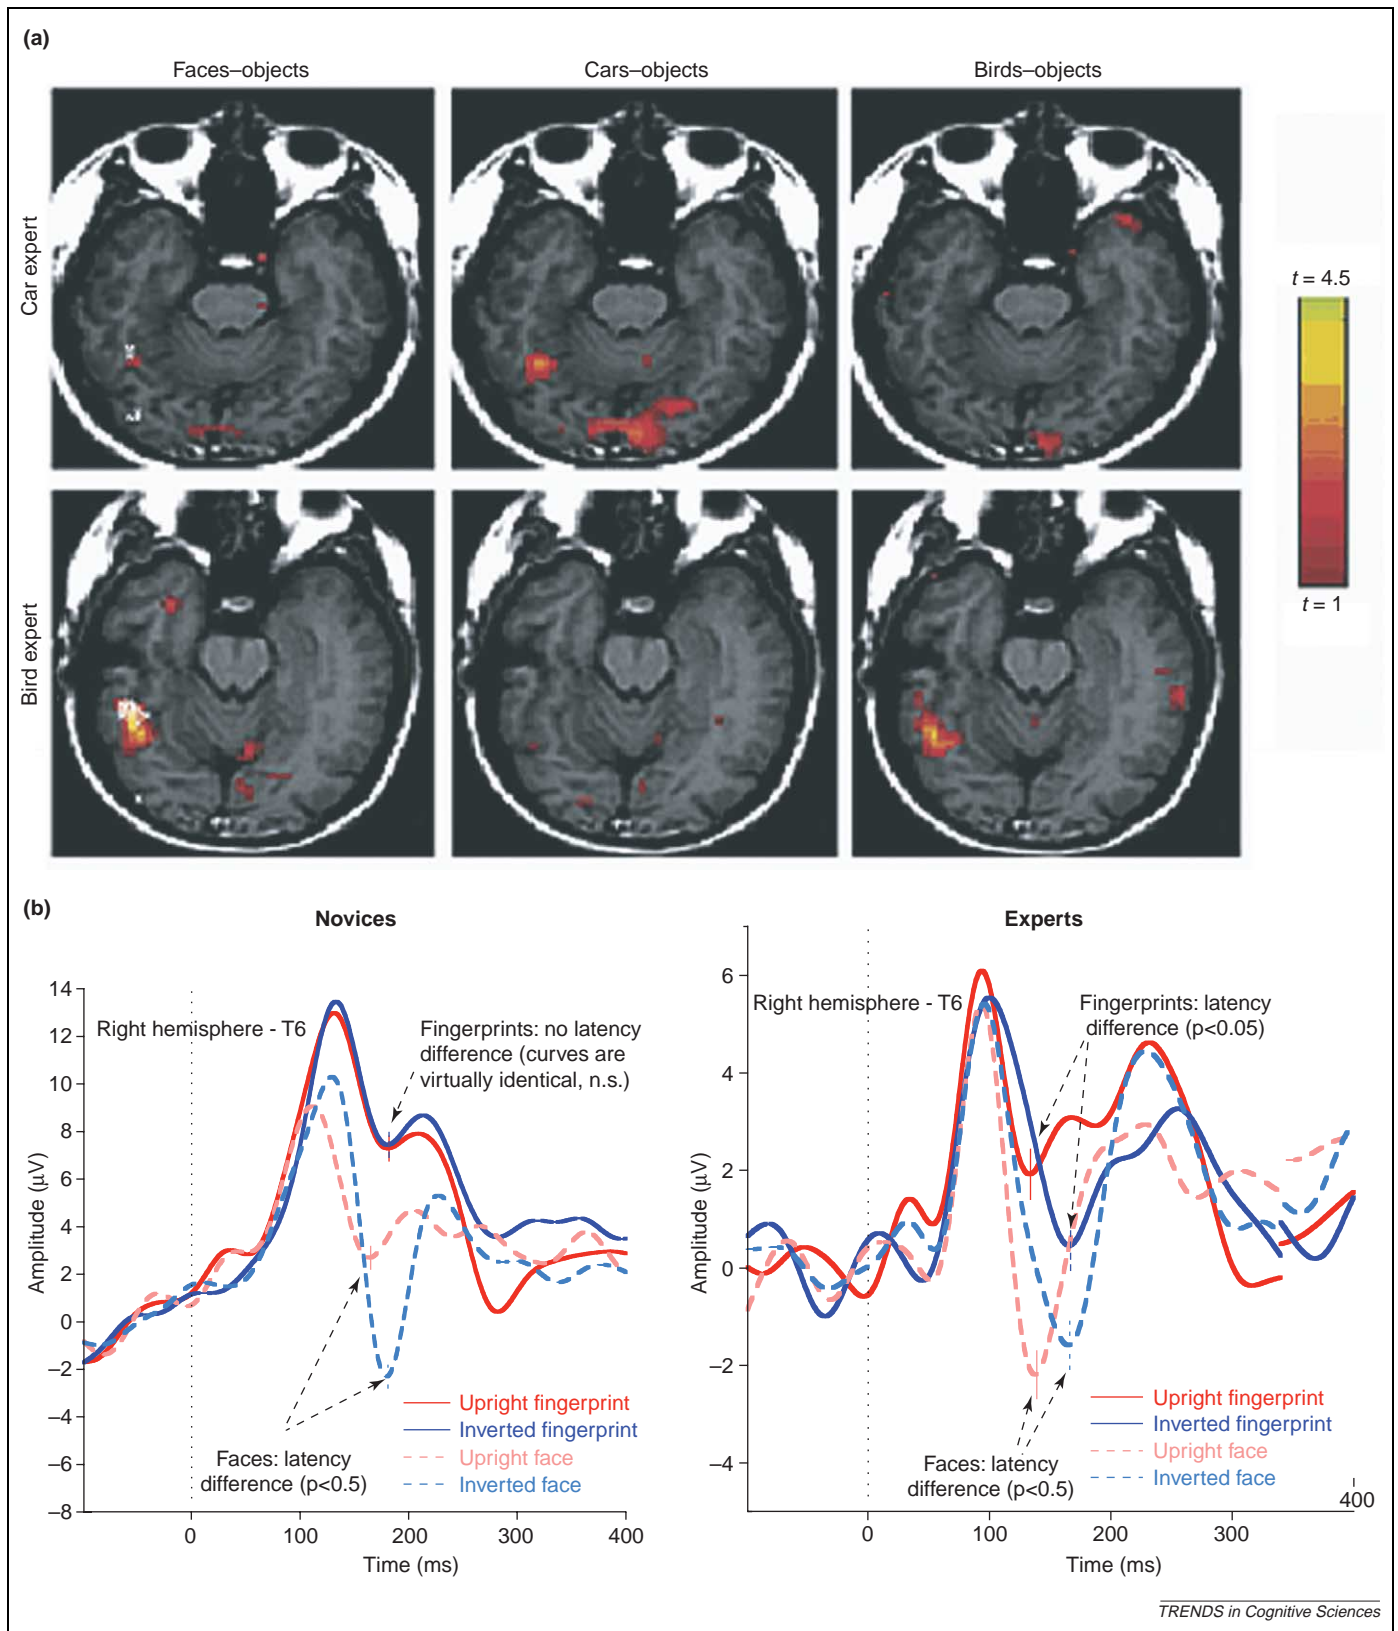 (a)
Faces–objects
Cars–objects
Birds–objects
Car expert
Bird expert
t = 4.5
t = 1
(b)
Novices
Experts
14
12
10
8
6
4
2
0
–2
–4
–6
–8
Amplitude (µV)
Right hemisphere - T6
Fingerprints: no latency
difference (curves are
virtually identical, n.s.)
Faces: latency
difference (p<0.5)
Upright fingerprint
Inverted fingerprint
Upright face
Inverted face
0
100
200
300
400
Time (ms)
6
4
2
0
–2
–4
Amplitude (µV)
Right hemisphere - T6
Fingerprints: latency
difference (p<0.05)
Faces: latency
difference (p<0.5)
Upright fingerprint
Inverted fingerprint
Upright face
Inverted face
400
0
100
200
300
Time (ms)
TRENDS in Cognitive Sciences